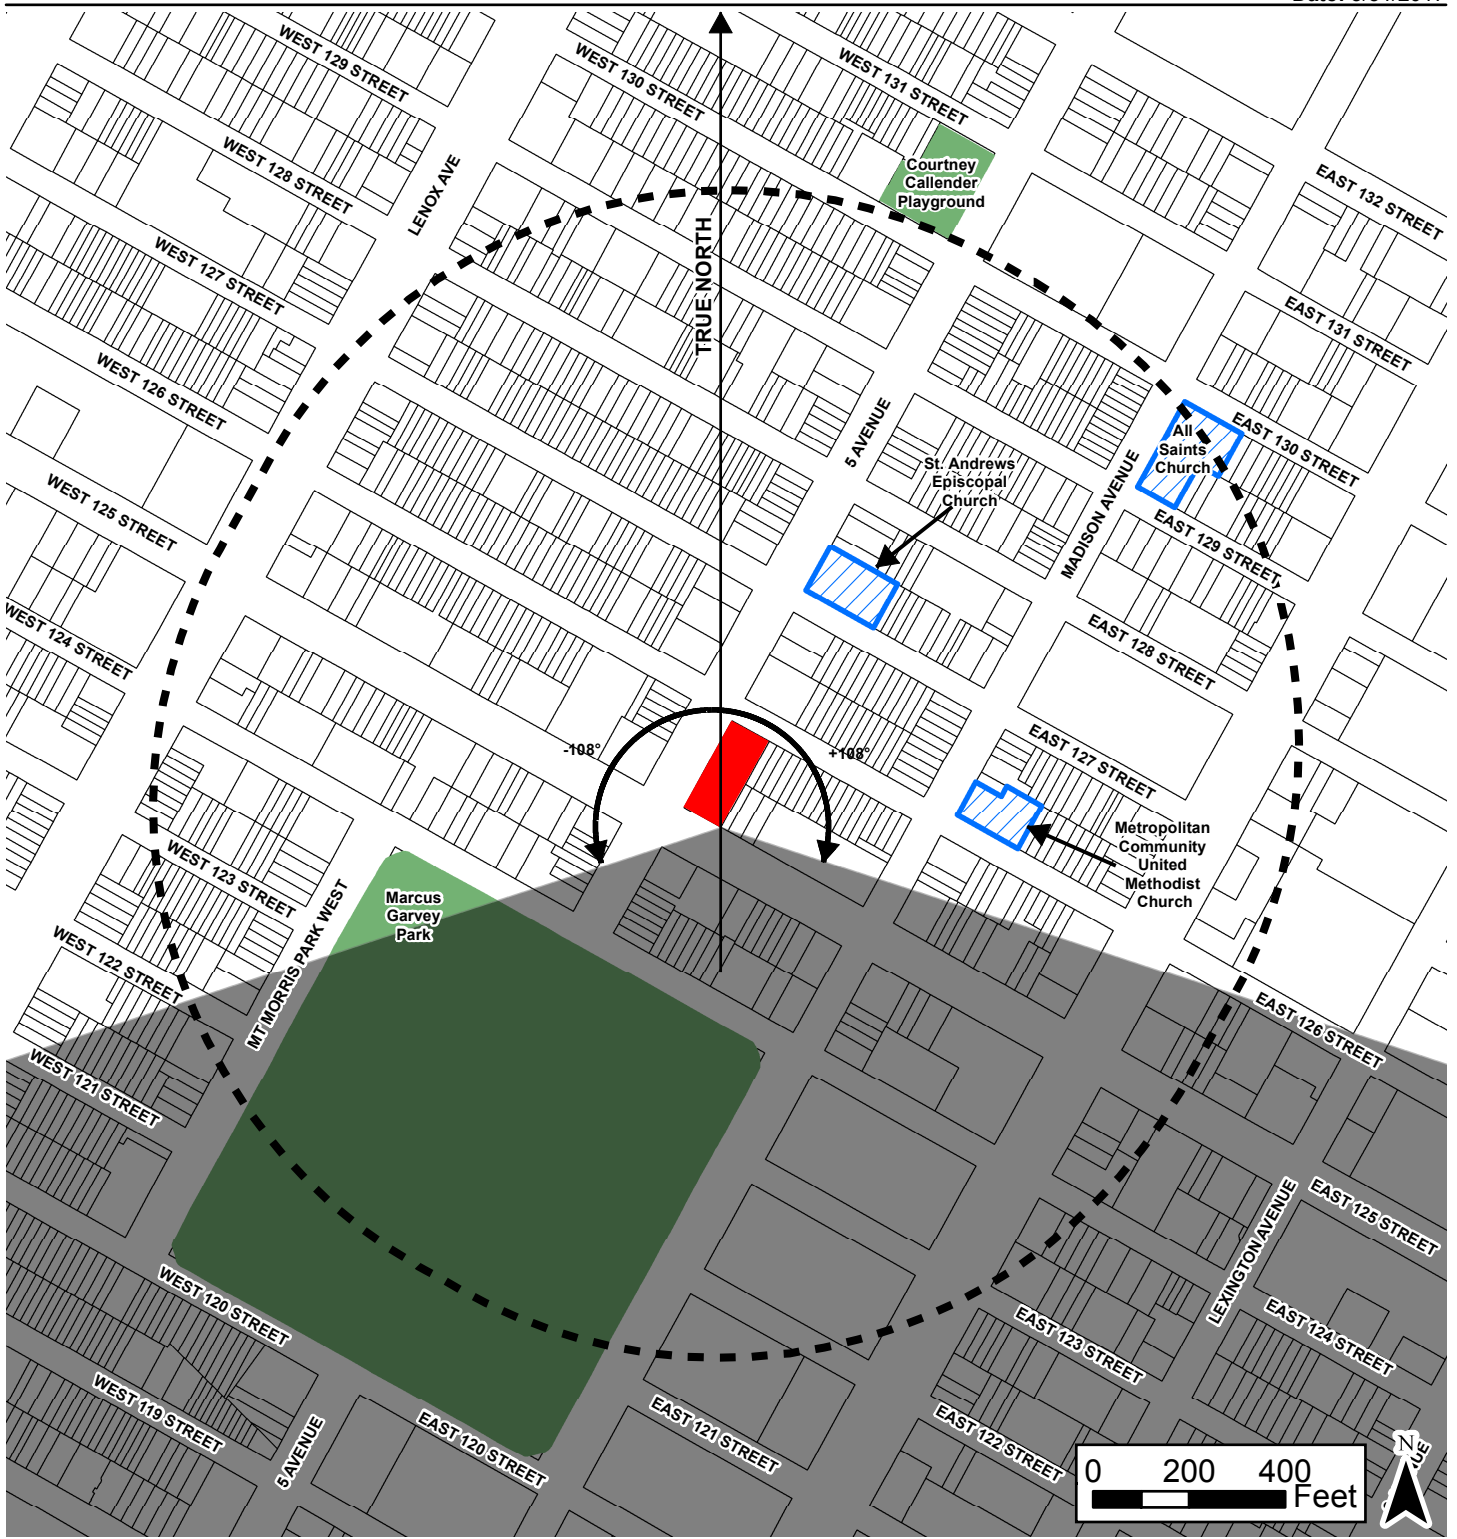 WEST 129 STREET
WEST 130 STREET
WEST 131 STREET
WEST 128 STREET
LENOX AVE
Courtney
Callender
Playground
EAST 132 STREET
WEST 127 STREET
TRUE NORTH
EAST 131 STREET
WEST 126 STREET
5 AVENUE
All
Saints
Church
EAST 130 STREET
St. Andrews
Episcopal
Church
MADISON AVENUE
WEST 125 STREET
EAST 129 STREET
WEST 124 STREET
EAST 128 STREET
-108°
+108°
EAST 127 STREET
Metropolitan
Community
United
Methodist
Church
WEST 123 STREET
Marcus
Garvey
Park
MT MORRIS PARK WEST
WEST 122 STREET
EAST 126 STREET
WEST 121 STREET
EAST 125 STREET
LEXINGTON AVENUE
WEST 120 STREET
EAST 124 STREET
EAST 123 STREET
WEST 119 STREET
5 AVENUE
EAST 120 STREET
EAST 121 STREET
EAST 122 STREET
N
0 200 400
Feet